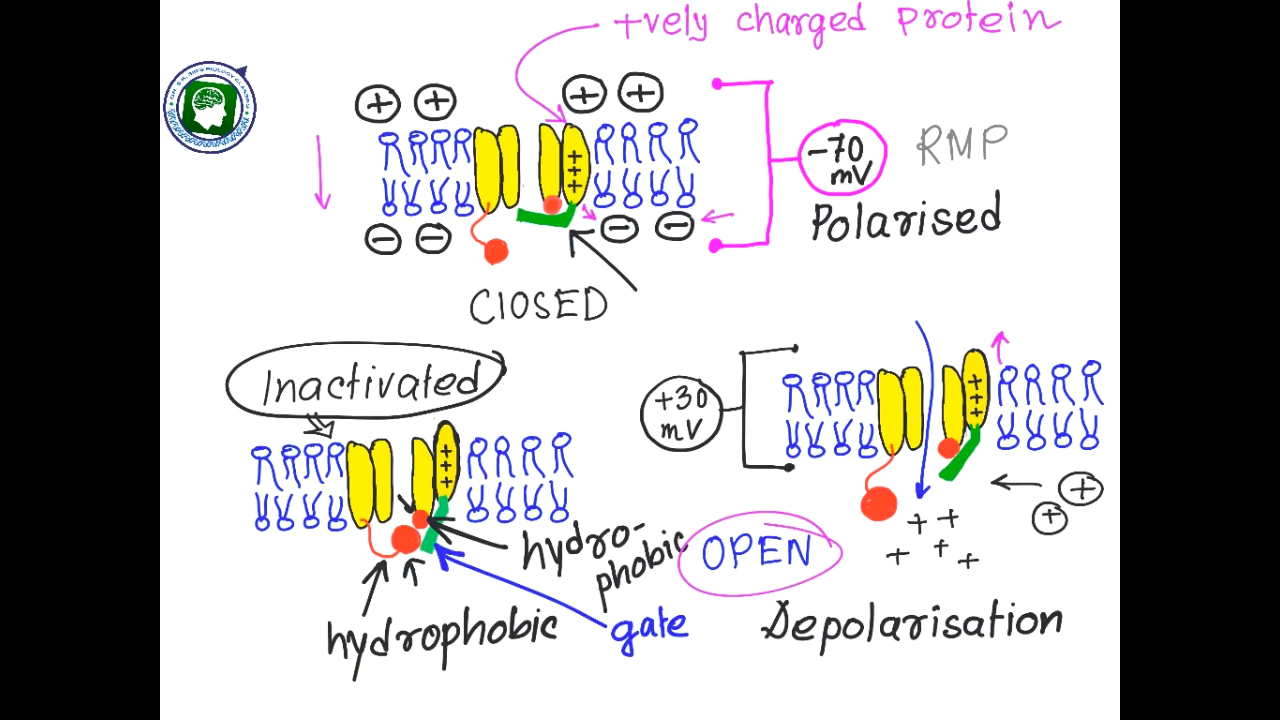 +vely charged protein
+ +
+ +
+
+
+
-70
mV
RMP
Polarised
− −
− −
ClOSED
Inactivated
+30
mV
+
+
+
+
+
+
+
+
+ +
+ +
+
OPEN
hydro-
phobic
hydrophobic
gate
Depolarisation